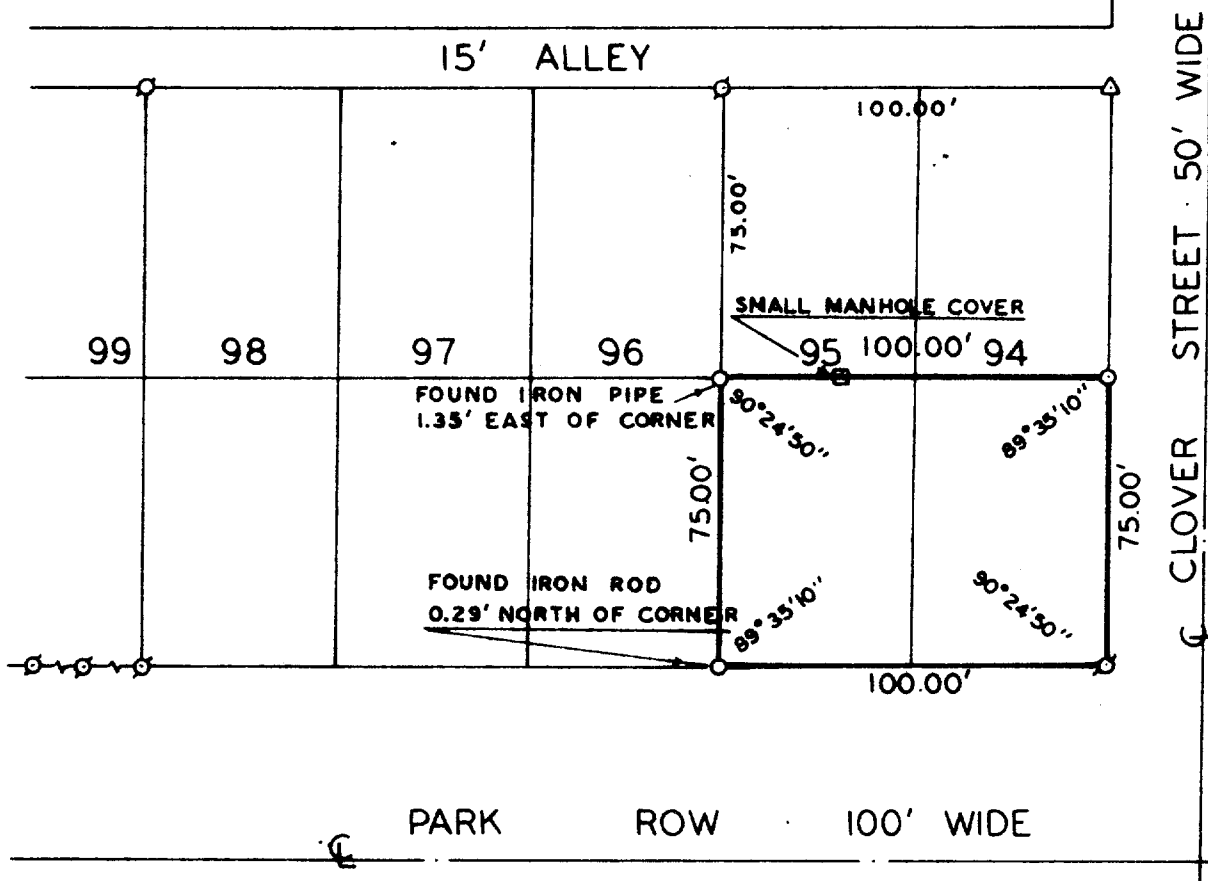 15' ALLEY
100.00'
75.00'
CLOVER STREET 50' WIDE
SMALL MANHOLE COVER
99 98 97 96 95 100.00' 94
FOUND IRON PIPE
1.35' EAST OF CORNER
90°24'50"
89°35'10"
75.00'
75.00'
FOUND IRON ROD
0.29' NORTH OF CORNER
89°35'10"
90°24'50"
100.00'
PARK ROW 100' WIDE